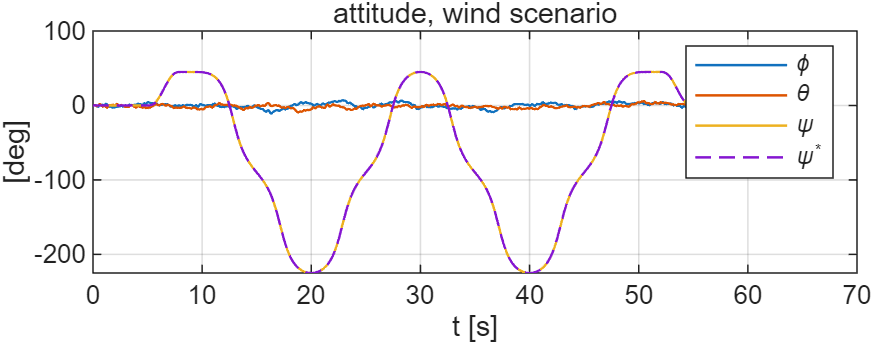 attitude, wind scenario
100
0
-100
-200
[deg]
ϕ
θ
ψ
ψ*
0 10 20 30 40 50 60 70
t [s]